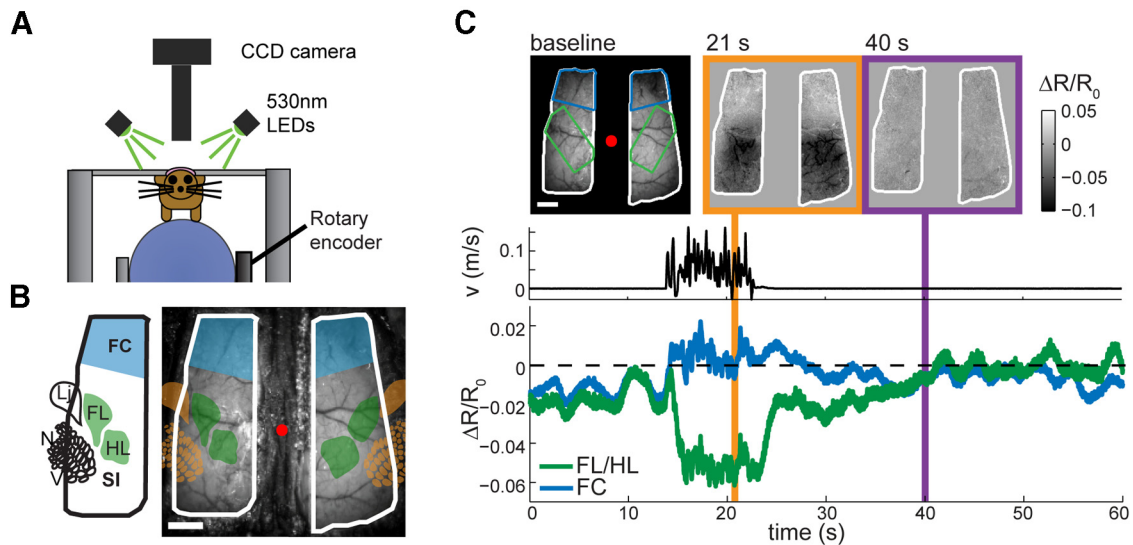 A
CCD camera
530nm
LEDs
Rotary
encoder
B
FC
Li
FL
N
HL
V
SI
C
baseline
21 s
40 s
ΔR/R0
0.05
0
−0.05
−0.1
v (m/s)
0.1
0
ΔR/R0
0.02
0
−0.02
−0.04
−0.06
FL/HL
FC
0
10
20
30
40
50
60
time (s)